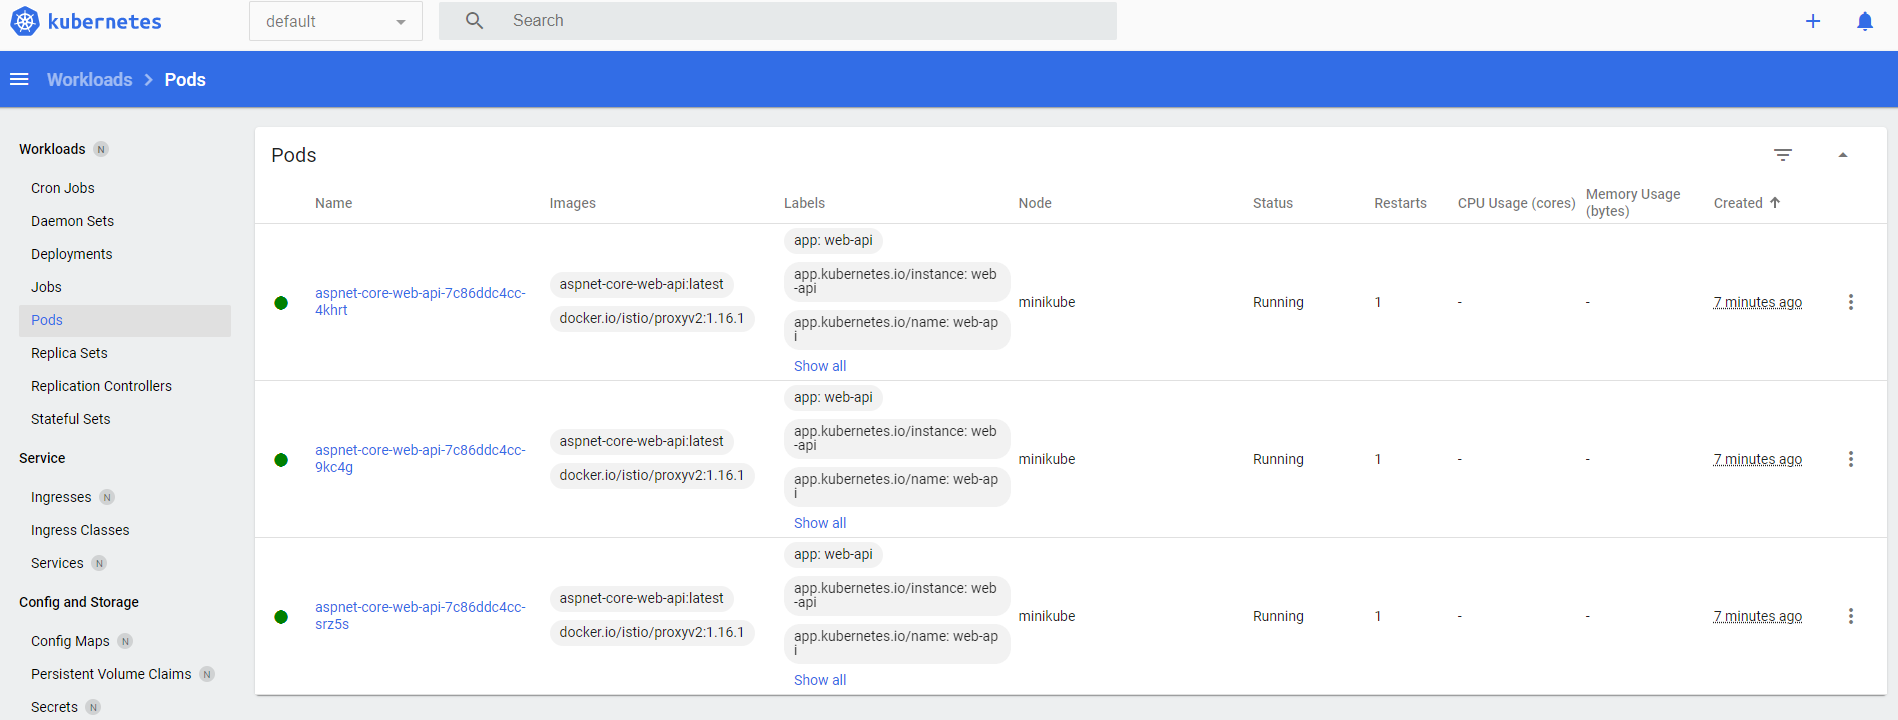 kubernetes
default
Search
Workloads
Pods
Workloads N
Cron Jobs
Daemon Sets
Deployments
Jobs
Pods
Replica Sets
Replication Controllers
Stateful Sets
Service
Ingresses N
Ingress Classes
Services N
Config and Storage
Config Maps N
Persistent Volume Claims N
Secrets N
Pods
Name
Images
Labels
Node
Status
Restarts
CPU Usage (cores)
Memory Usage
(bytes)
Created
aspnet-core-web-api-7c86ddc4cc-
4khrt
aspnet-core-web-api:latest
docker.io/istio/proxyv2:1.16.1
app: web-api
app.kubernetes.io/instance: web
-api
app.kubernetes.io/name: web-ap
i
Show all
minikube
Running
1
-
-
7 minutes ago
aspnet-core-web-api-7c86ddc4cc-
9kc4g
aspnet-core-web-api:latest
docker.io/istio/proxyv2:1.16.1
app: web-api
app.kubernetes.io/instance: web
-api
app.kubernetes.io/name: web-ap
i
Show all
minikube
Running
1
-
-
7 minutes ago
aspnet-core-web-api-7c86ddc4cc-
srz5s
aspnet-core-web-api:latest
docker.io/istio/proxyv2:1.16.1
app: web-api
app.kubernetes.io/instance: web
-api
app.kubernetes.io/name: web-ap
i
Show all
minikube
Running
1
-
-
7 minutes ago